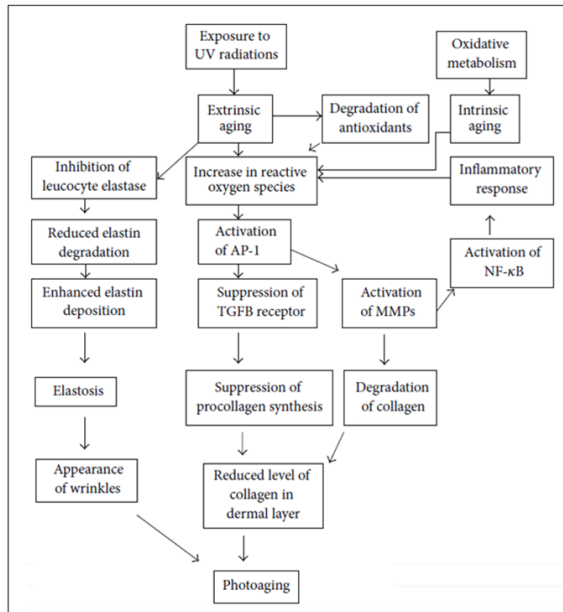 Exposure to
UV radiations
Oxidative
metabolism
Extrinsic
aging
Degradation of
antioxidants
Intrinsic
aging
Inhibition of
leucocyte elastase
Increase in reactive
oxygen species
Inflammatory
response
Reduced elastin
degradation
Activation
of AP-1
Activation of
NF-κB
Enhanced elastin
deposition
Suppression of
TGFB receptor
Activation
of MMPs
Elastosis
Suppression of
procollagen synthesis
Degradation
of collagen
Appearance
of wrinkles
Reduced level of
collagen in
dermal layer
Photoaging